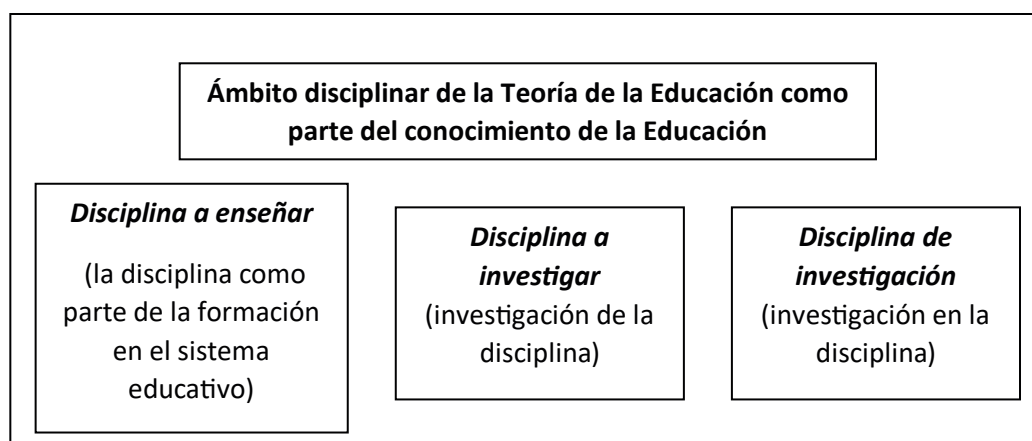 Ámbito disciplinar de la Teoría de la Educación como
parte del conocimiento de la Educación
Disciplina a enseñar
(la disciplina como
parte de la formación
en el sistema
educativo)
Disciplina a
investigar
(investigación de la
disciplina)
Disciplina de
investigación
(investigación en la
disciplina)